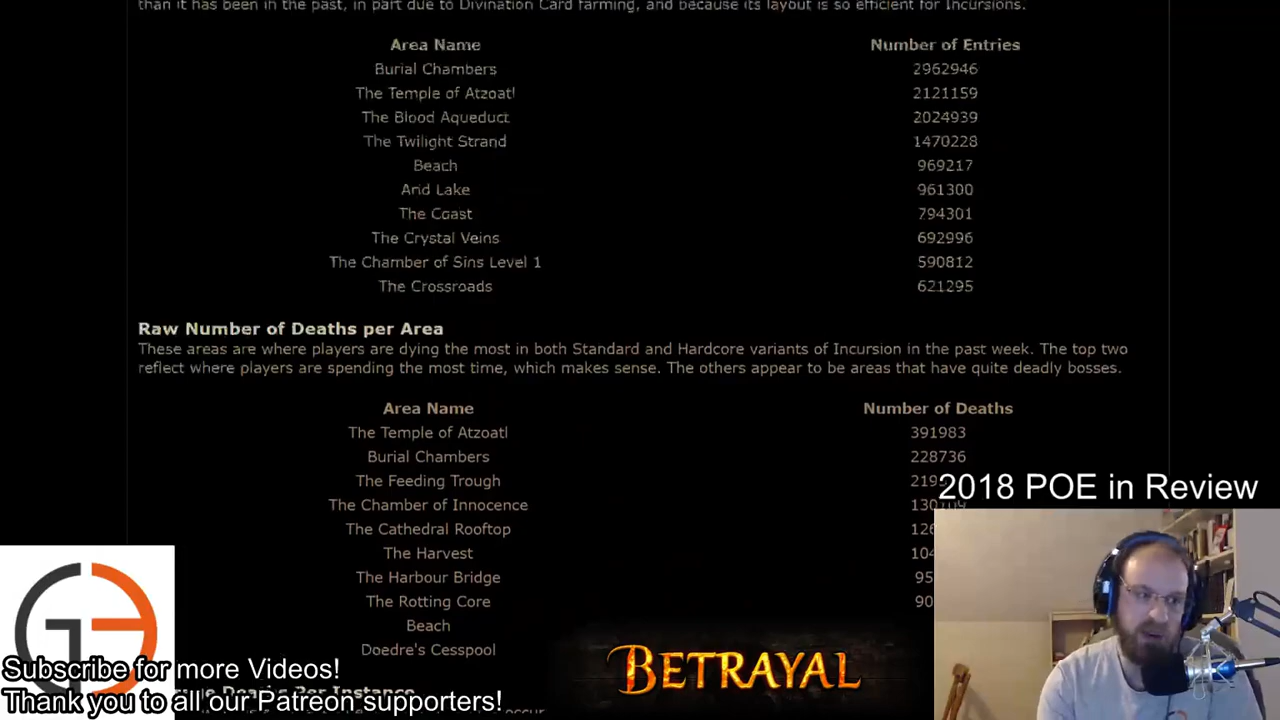 than it has been in the past, in part due to Divination Card farming, and because its layout is so efficient for Incursions.
Area Name Number of Entries
Burial Chambers 2962946
The Temple of Atzoatl 2121159
The Blood Aqueduct 2024939
The Twilight Strand 1470228
Beach 969217
Arid Lake 961300
The Coast 794301
The Crystal Veins 692996
The Chamber of Sins Level 1 590812
The Crossroads 621295
Raw Number of Deaths per Area
These areas are where players are dying the most in both Standard and Hardcore variants of Incursion in the past week. The top two
reflect where players are spending the most time, which makes sense. The others appear to be areas that have quite deadly bosses.
Area Name Number of Deaths
The Temple of Atzoatl 391983
Burial Chambers 228736
The Feeding Trough
The Chamber of Innocence
The Cathedral Rooftop
The Harvest
The Harbour Bridge
The Rotting Core
Beach
Doedre's Cesspool
2018 POE in Review
GE
Subscribe for more Videos!
Thank you to all our Patreon supporters!
Deaths Per Instance
BETRAYAL